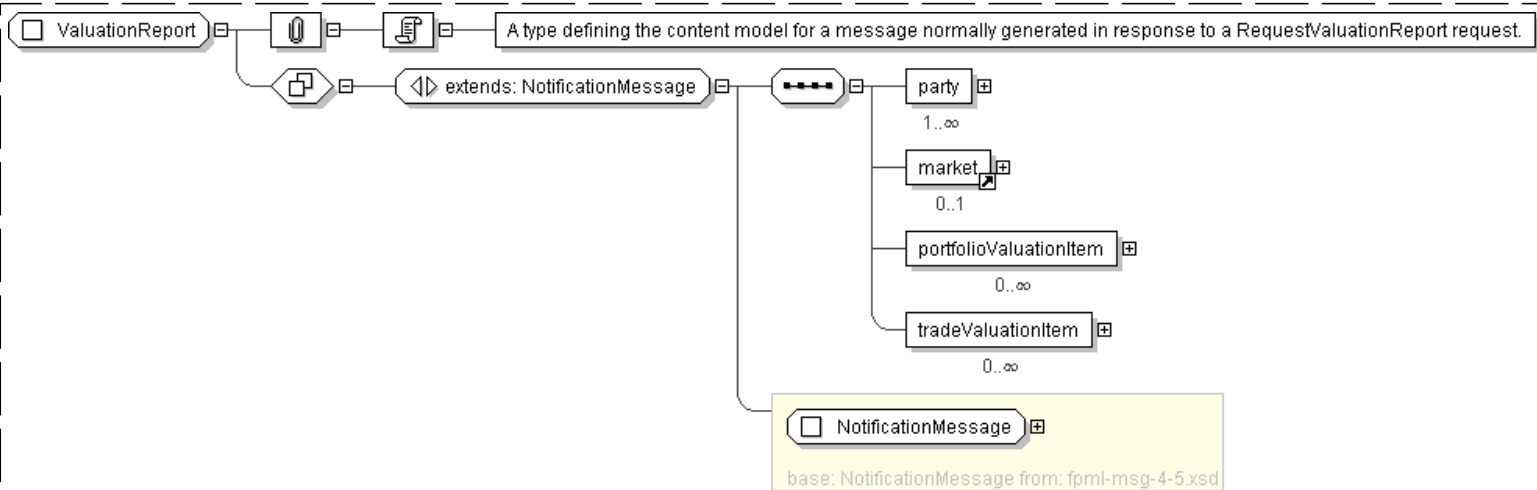 ValuationReport
A type defining the content model for a message normally generated in response to a RequestValuationReport request.
extends: NotificationMessage
party
1..∞
market
0..1
portfolioValuationItem
0..∞
tradeValuationItem
0..∞
NotificationMessage
base: NotificationMessage from: fpml-msg-4-5.xsd